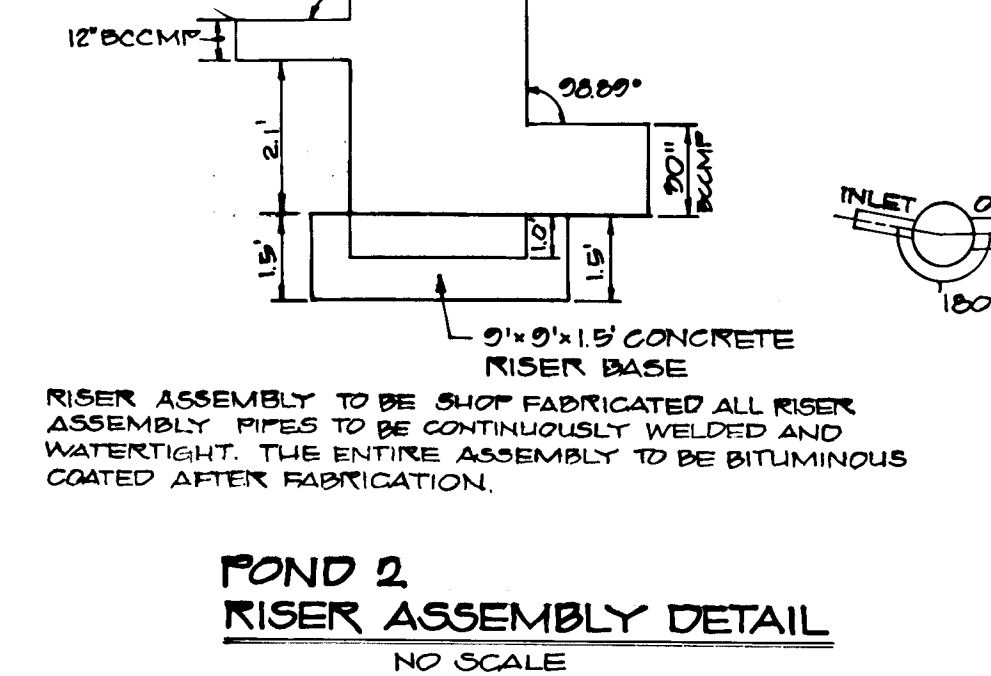 12" BCCMP
98.89°
2.1'
30"
BCCMP
INLET
O
1.5'
1.0'
1.5'
180
9'x9'x1.5' CONCRETE
RISER BASE
RISER ASSEMBLY TO BE SHOP FABRICATED ALL RISER
ASSEMBLY PIPES TO BE CONTINUOUSLY WELDED AND
WATERTIGHT. THE ENTIRE ASSEMBLY TO BE BITUMINOUS
COATED AFTER FABRICATION.
POND 2
RISER ASSEMBLY DETAIL
NO SCALE